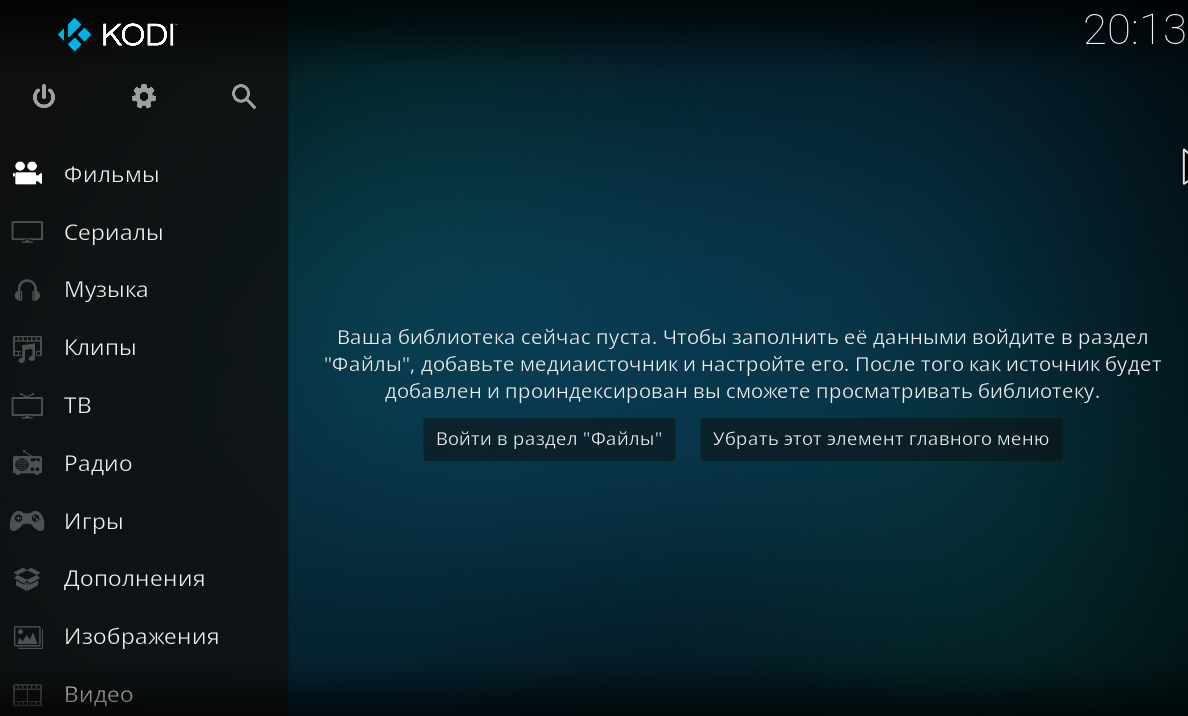 KODI
20:13
Фильмы
Сериалы
Музыка
Клипы
ТВ
Радио
Игры
Дополнения
Изображения
Видео
Ваша библиотека сейчас пуста. Чтобы заполнить её данными войдите в раздел
"Файлы", добавьте медиаисточник и настройте его. После того как источник будет
добавлен и проиндексирован вы сможете просматривать библиотеку.
Войти в раздел "Файлы"
Убрать этот элемент главного меню